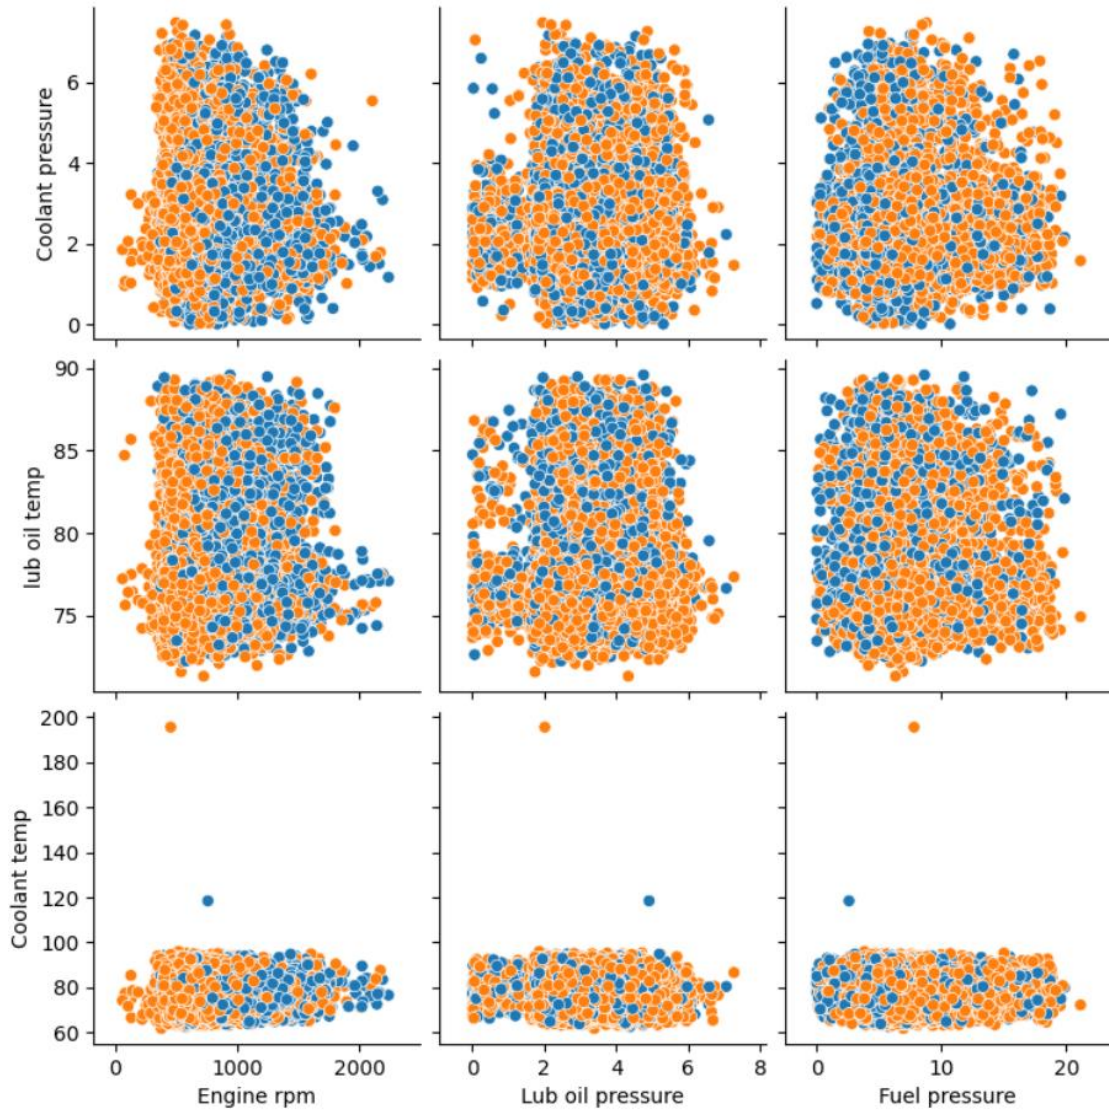 Coolant pressure
6
4
2
0
lub oil temp
90
85
80
75
Coolant temp
200
180
160
140
120
100
80
60
0 1000 2000
0 2 4 6 8
0 10 20
Engine rpm
Lub oil pressure
Fuel pressure